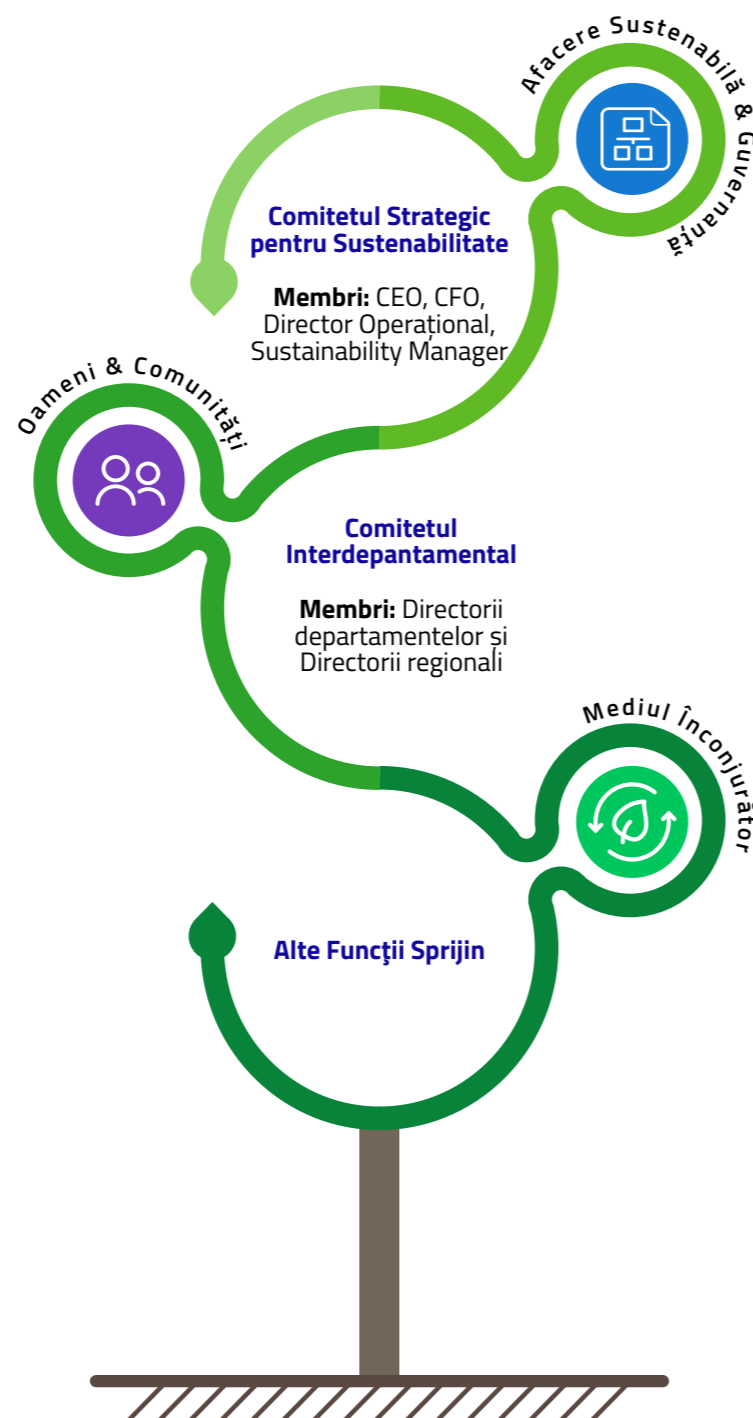 Afacere Sustenabilă & Guvernanță
Comitetul Strategic
pentru Sustenabilitate
Membri: CEO, CFO,
Director Operațional,
Sustainability Manager
Oameni & Comunități
Comitetul
Interdepantamental
Membri: Directorii
departamentelor și
Directorii regionali
Mediul Înconjurător
Alte Funcții Sprijin